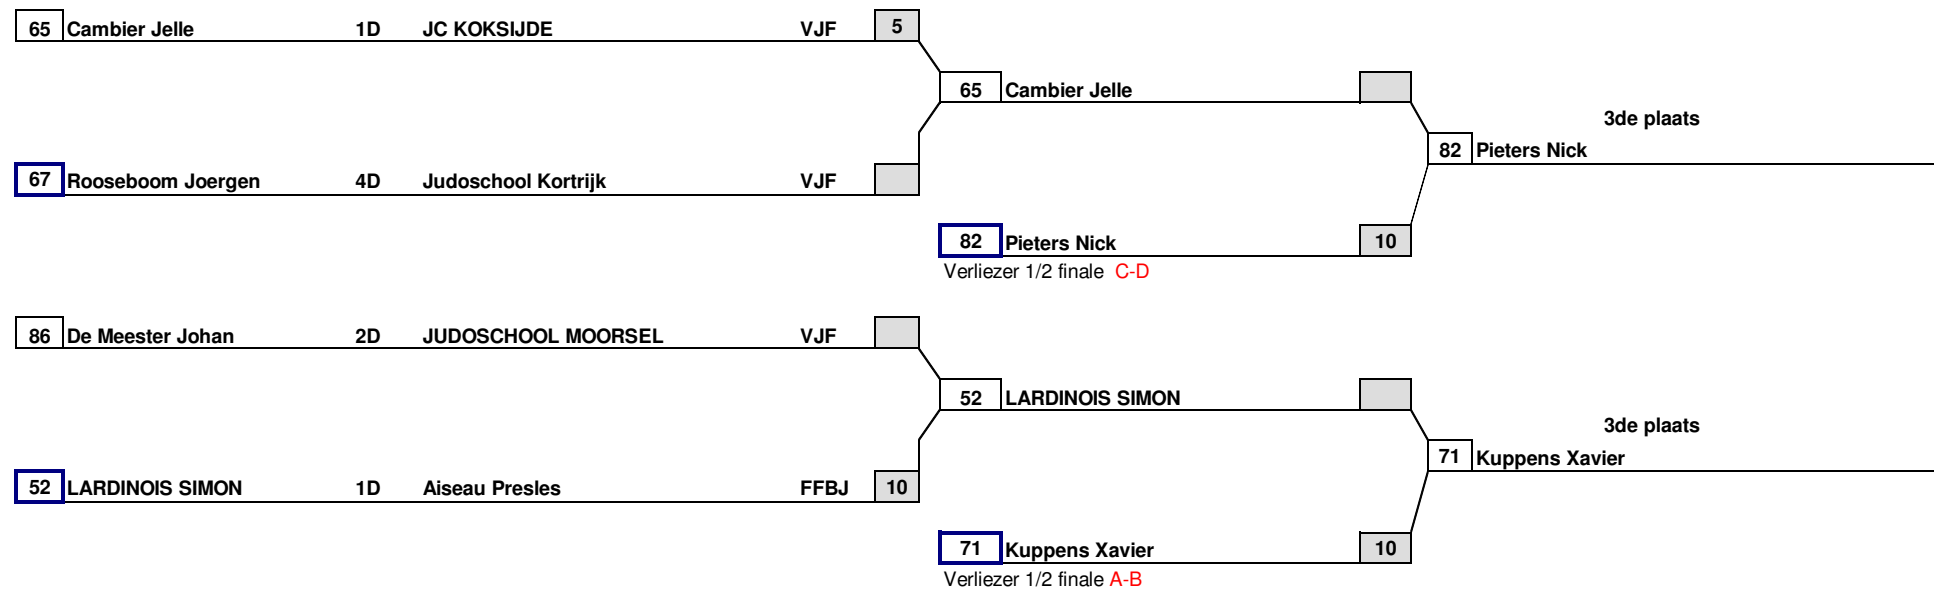 65 Cambier Jelle 1D JC KOKSIJDE VJF 5
65 Cambier Jelle
3de plaats
82 Pieters Nick
67 Rooseboom Joergen 4D Judoschool Kortrijk VJF
82 Pieters Nick 10
Verliezer 1/2 finale C-D
86 De Meester Johan 2D JUDOSCHOOL MOORSEL VJF
52 LARDINOIS SIMON
3de plaats
71 Kuppens Xavier
52 LARDINOIS SIMON 1D Aiseau Presles FFBJ 10
71 Kuppens Xavier 10
Verliezer 1/2 finale A-B